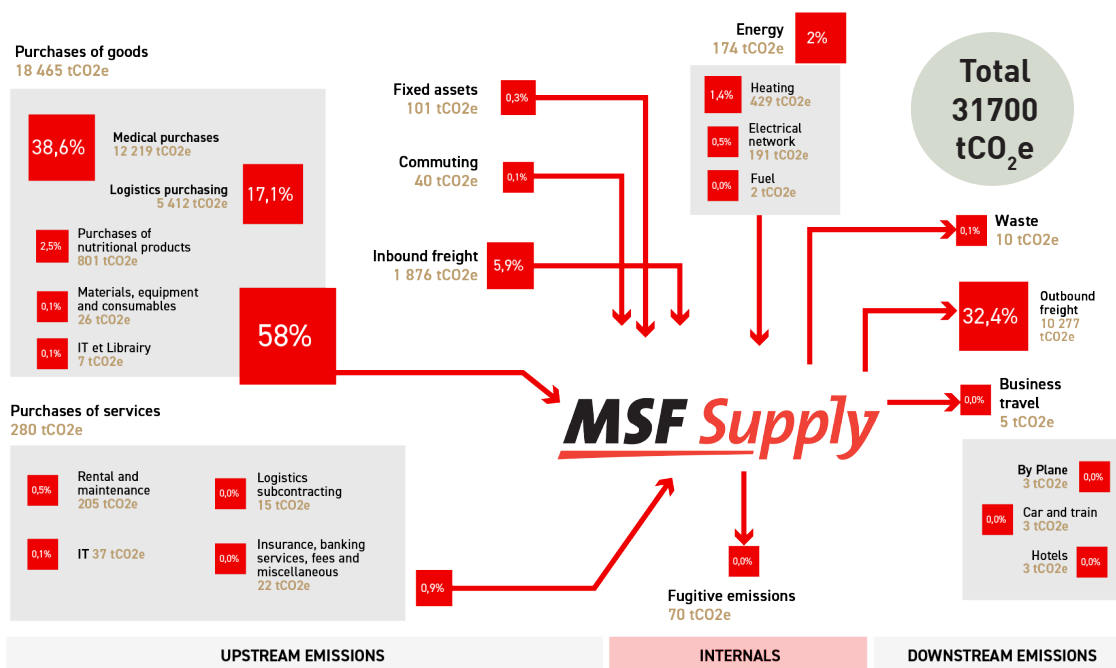 Purchases of goods
18 465 tCO2e
38,6%
Medical purchases
12 219 tCO2e
Logistics purchasing
5 412 tCO2e
17,1%
2,5%
Purchases of
nutritional products
801 tCO2e
0,1%
Materials, equipment
and consumables
26 tCO2e
0,1%
IT et Librairy
7 tCO2e
58%
Purchases of services
280 tCO2e
0,5%
Rental and
maintenance
205 tCO2e
0,0%
Logistics
subcontracting
15 tCO2e
0,1%
IT 37 tCO2e
0,0%
Insurance, banking
services, fees and
miscellaneous
22 tCO2e
0,9%
Fixed assets
101 tCO2e
0,3%
Commuting
40 tCO2e
0,1%
Inbound freight
1 876 tCO2e
5,9%
Energy
174 tCO2e
2%
1,4%
Heating
429 tCO2e
0,5%
Electrical
network
191 tCO2e
0,0%
Fuel
2 tCO2e
Total
31700
tCO2e
MSF Supply
0,0%
Fugitive emissions
70 tCO2e
0,1%
Waste
10 tCO2e
32,4%
Outbound
freight
10 277
tCO2e
0,0%
Business
travel
5 tCO2e
By Plane
3 tCO2e
0,0%
0,0%
Car and train
3 tCO2e
Hotels
3 tCO2e
0,0%
UPSTREAM EMISSIONS
INTERNALS
DOWNSTREAM EMISSIONS